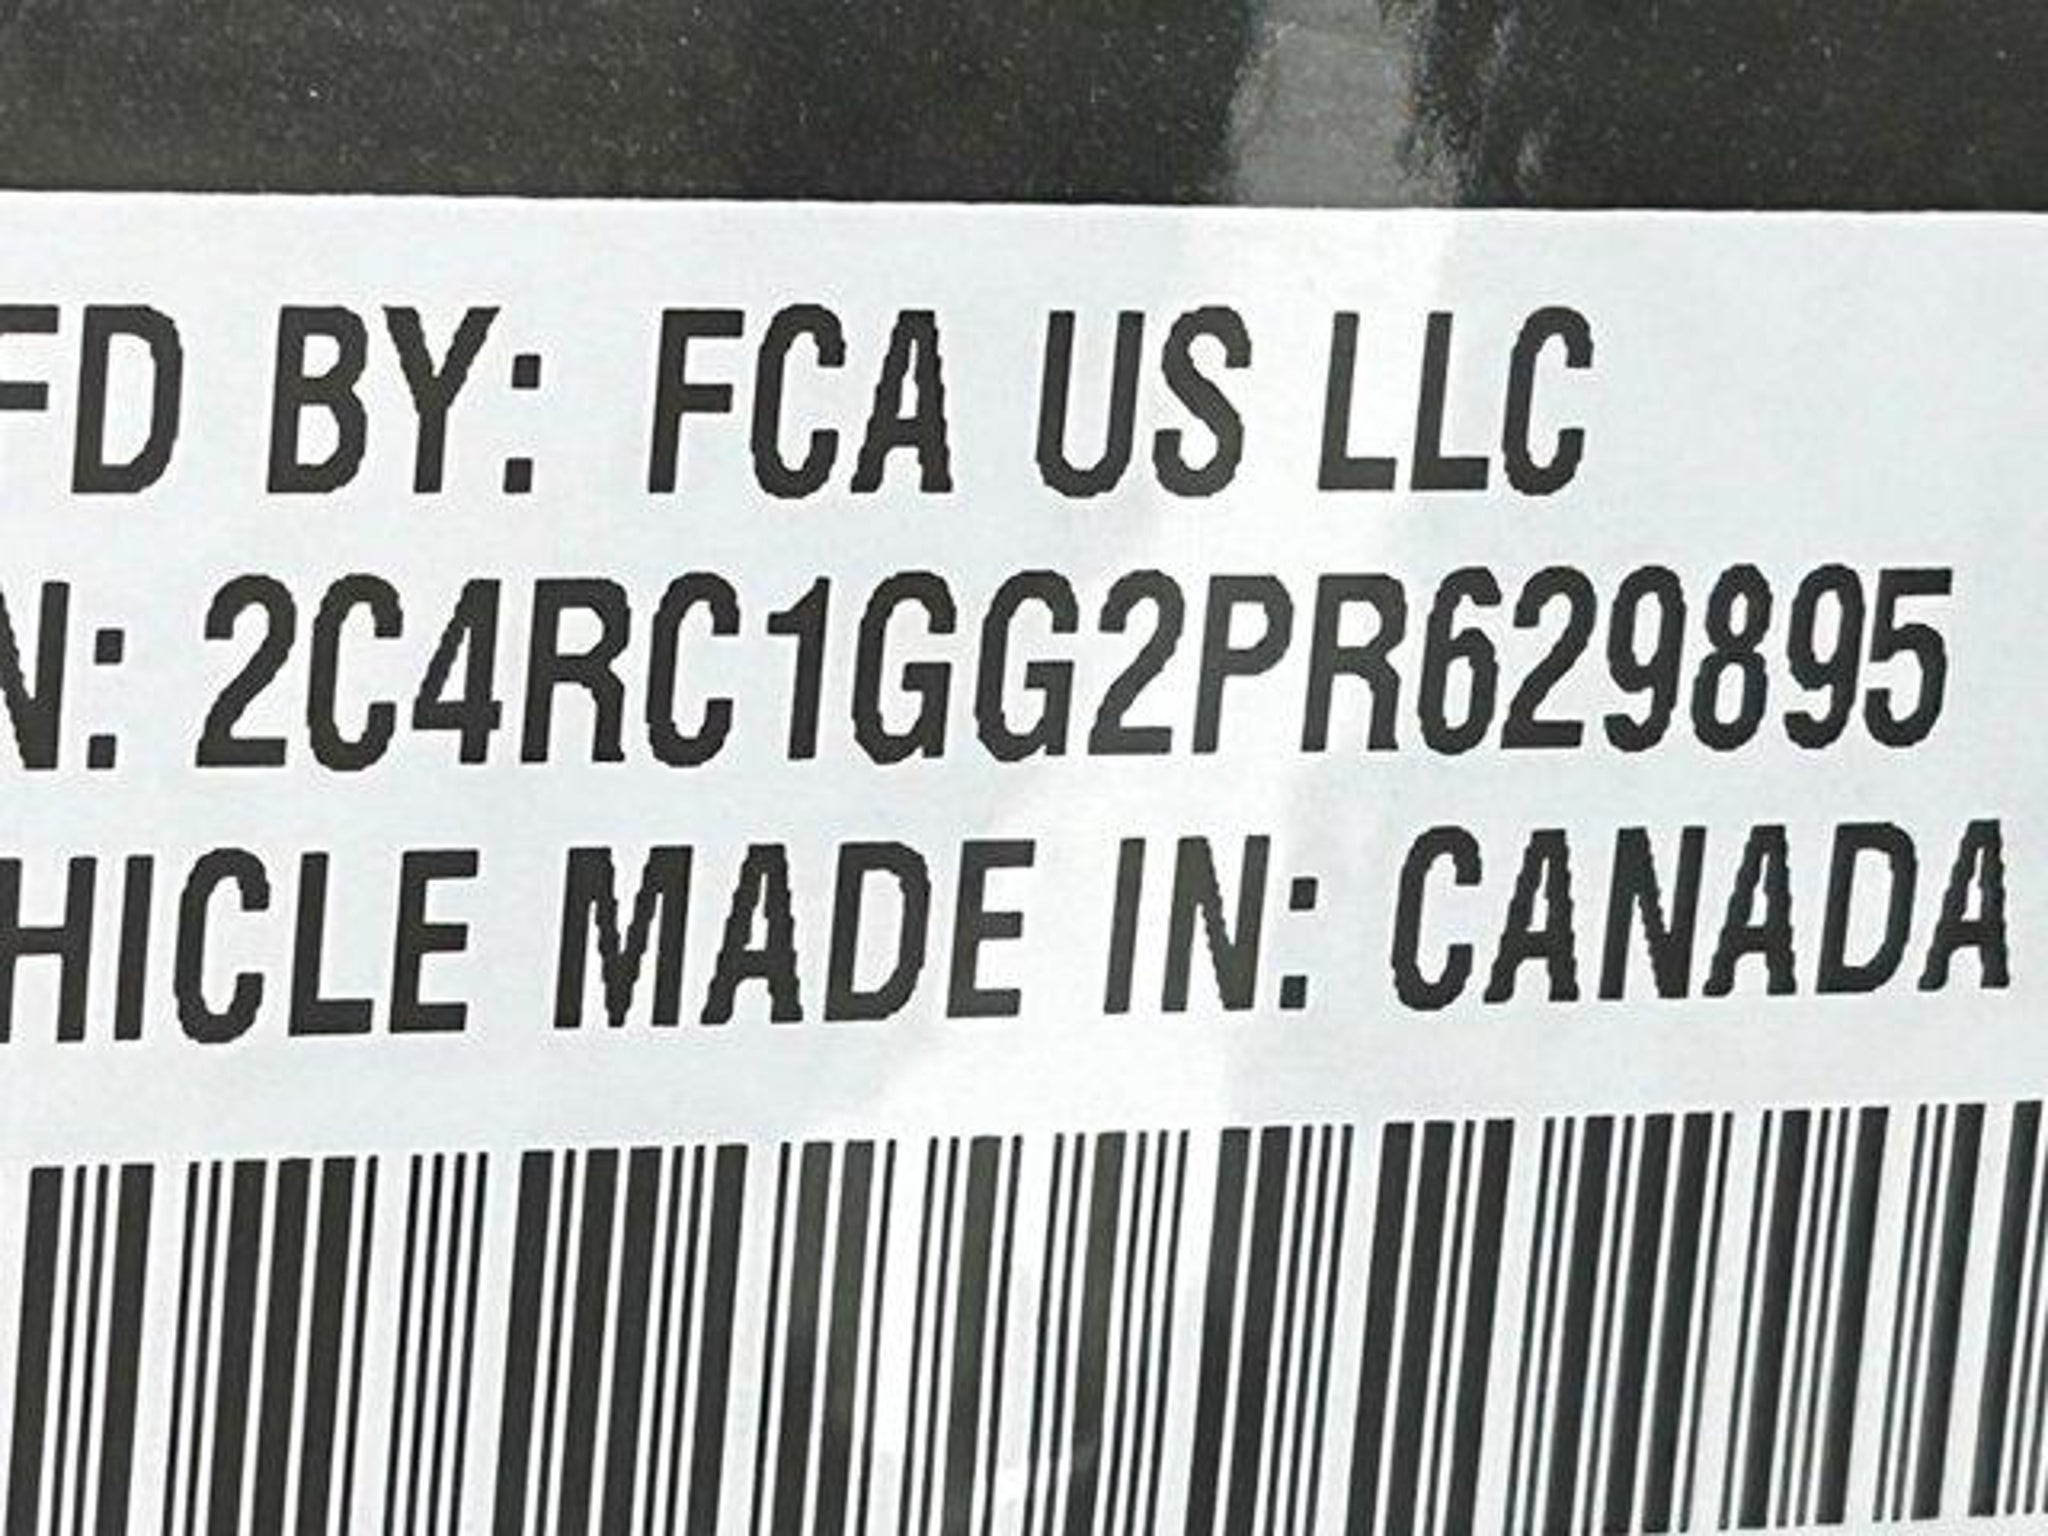 FD BY: FCA US LLC
N: 2C4RC1GG2PR629895
HICLE MADE IN: CANADA